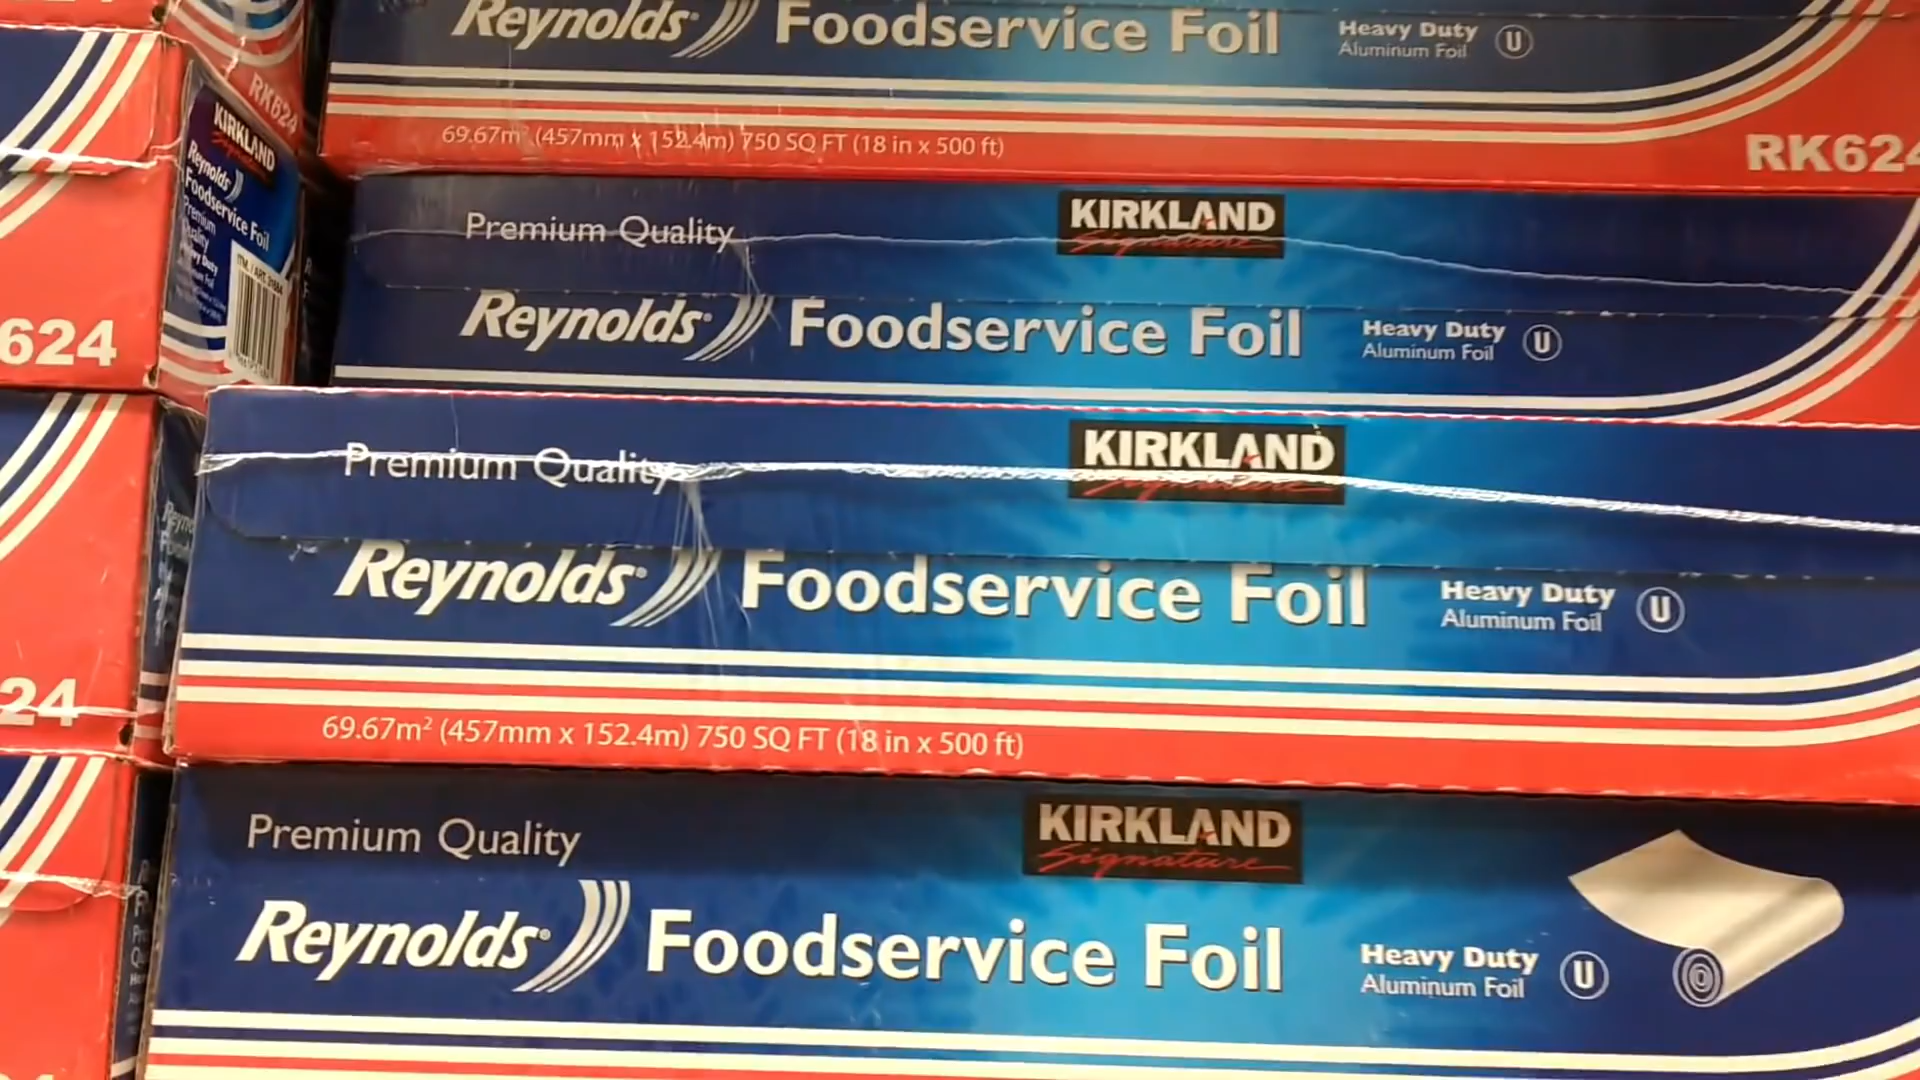 Reynolds Foodservice Foil Heavy Duty
Aluminum Foil U
69.67m² (457mm x 152.4m) 750 SQ FT (18 in x 500 ft)
RK624
RK624
KIRKLAND
Reynolds
Foodservice Foil
Premium
Quality
Heavy Duty
624
Premium Quality KIRKLAND
Signature
Reynolds Foodservice Foil Heavy Duty
Aluminum Foil U
Premium Quality KIRKLAND
Signature
Reynolds Foodservice Foil Heavy Duty
Aluminum Foil U
24
69.67m² (457mm x 152.4m) 750 SQ FT (18 in x 500 ft)
Premium Quality KIRKLAND
Signature
Reynolds Foodservice Foil Heavy Duty
Aluminum Foil U